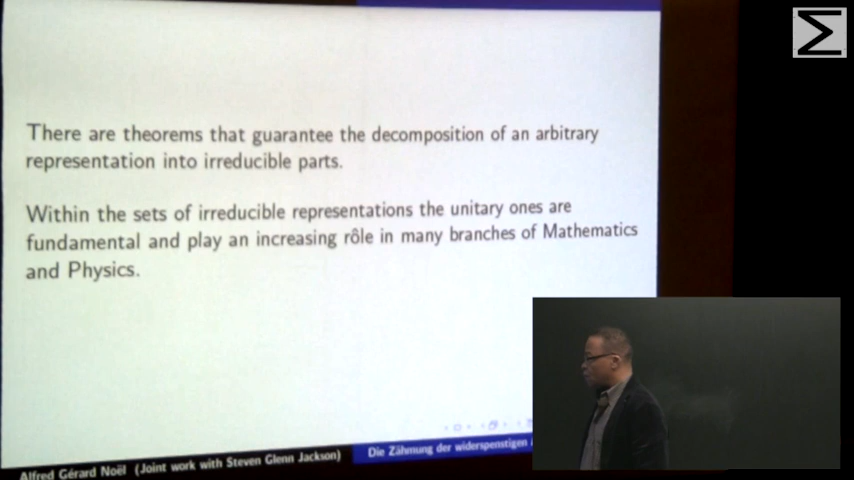 There are theorems that guarantee the decomposition of an arbitrary
representation into irreducible parts.
Within the sets of irreducible representations the unitary ones are
fundamental and play an increasing rôle in many branches of Mathematics
and Physics.
Alfred Gérard Noël (Joint work with Steven Glenn Jackson)
Die Zähmung der widerspenstigen
Σ